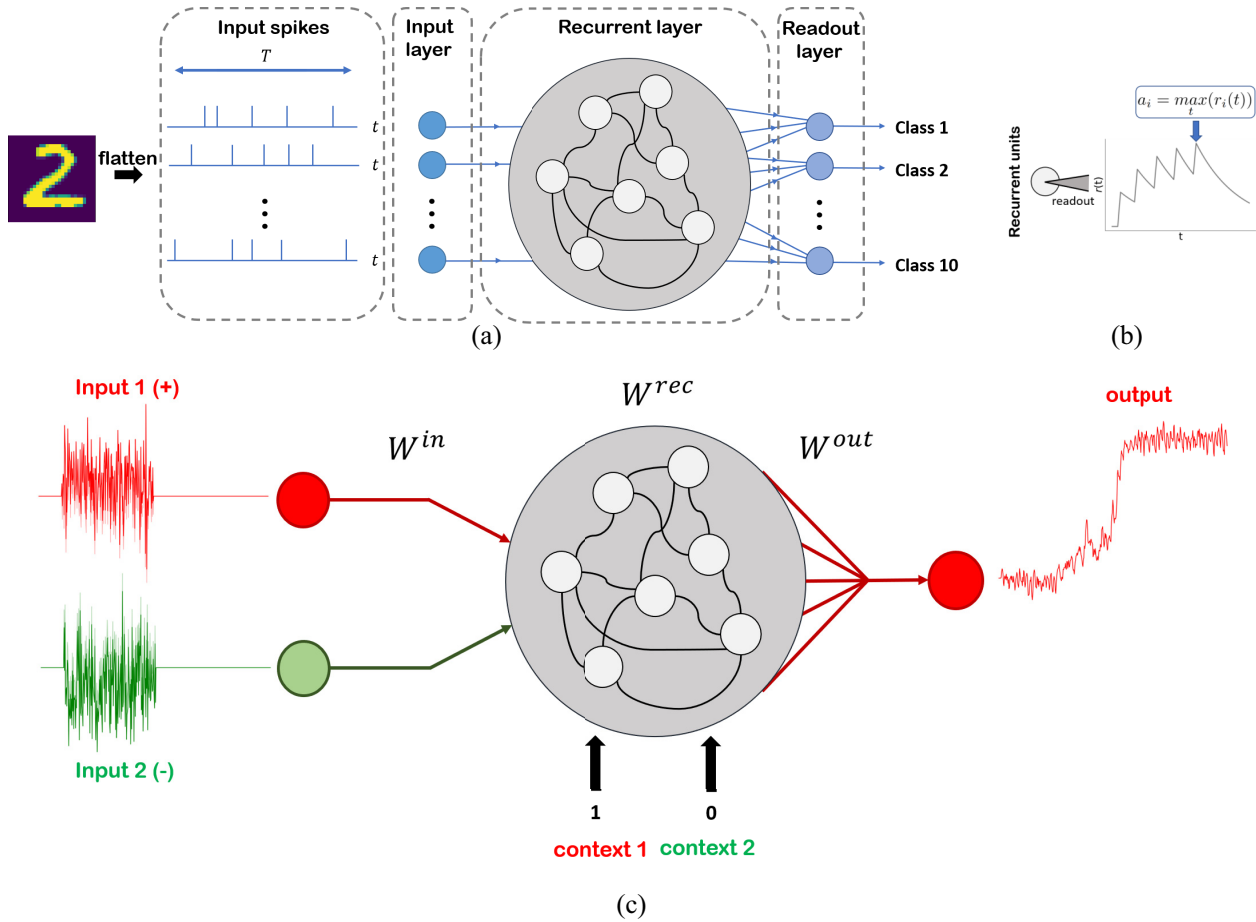 Input spikes
Input
layer
Recurrent layer
Readout
layer
T
flatten
t
t
t
Class 1
Class 2
Class 10
(a)
Recurrent units
readout
r(t)
t
a_i = max_t(r_i(t))
(b)
Input 1 (+)
W^{in}
W^{rec}
W^{out}
output
Input 2 (-)
1
0
context 1
context 2
(c)